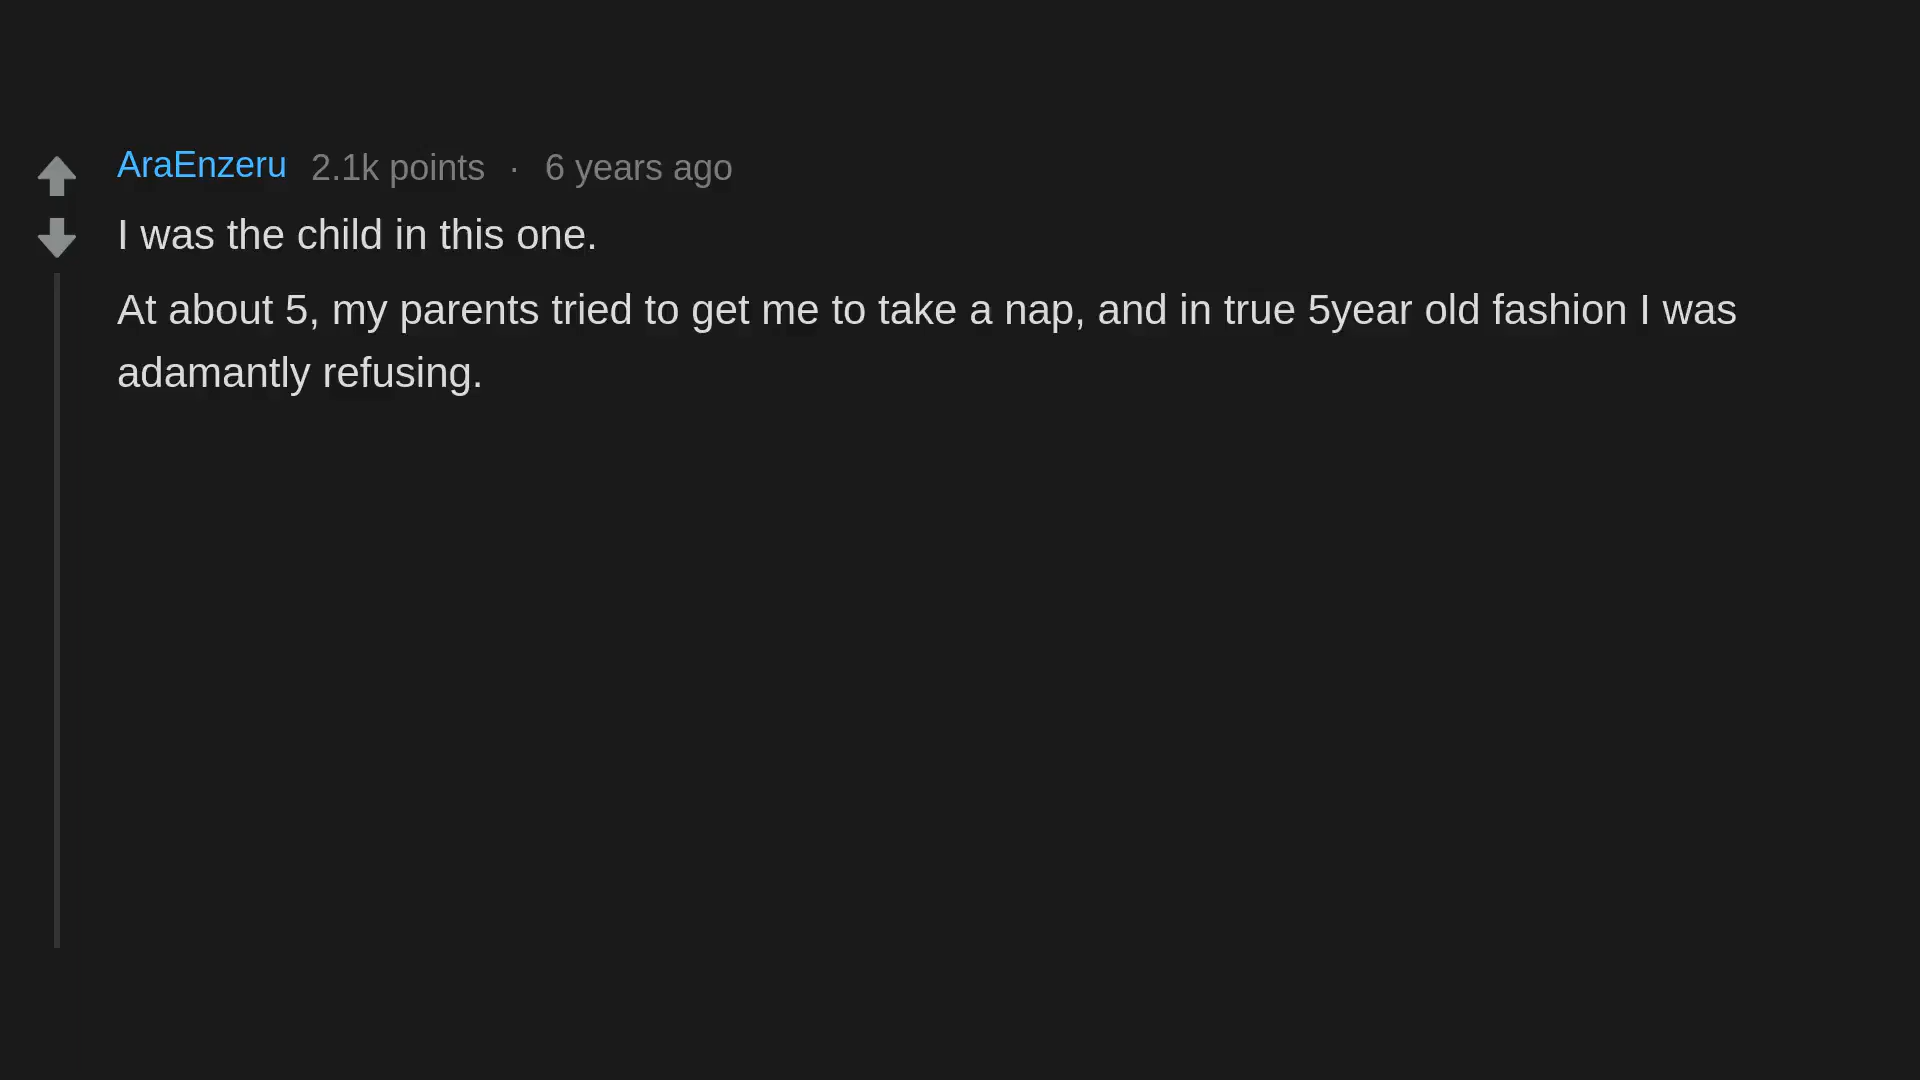 AraEnzeru 2.1k points · 6 years ago
I was the child in this one.
At about 5, my parents tried to get me to take a nap, and in true 5year old fashion I was
adamantly refusing.